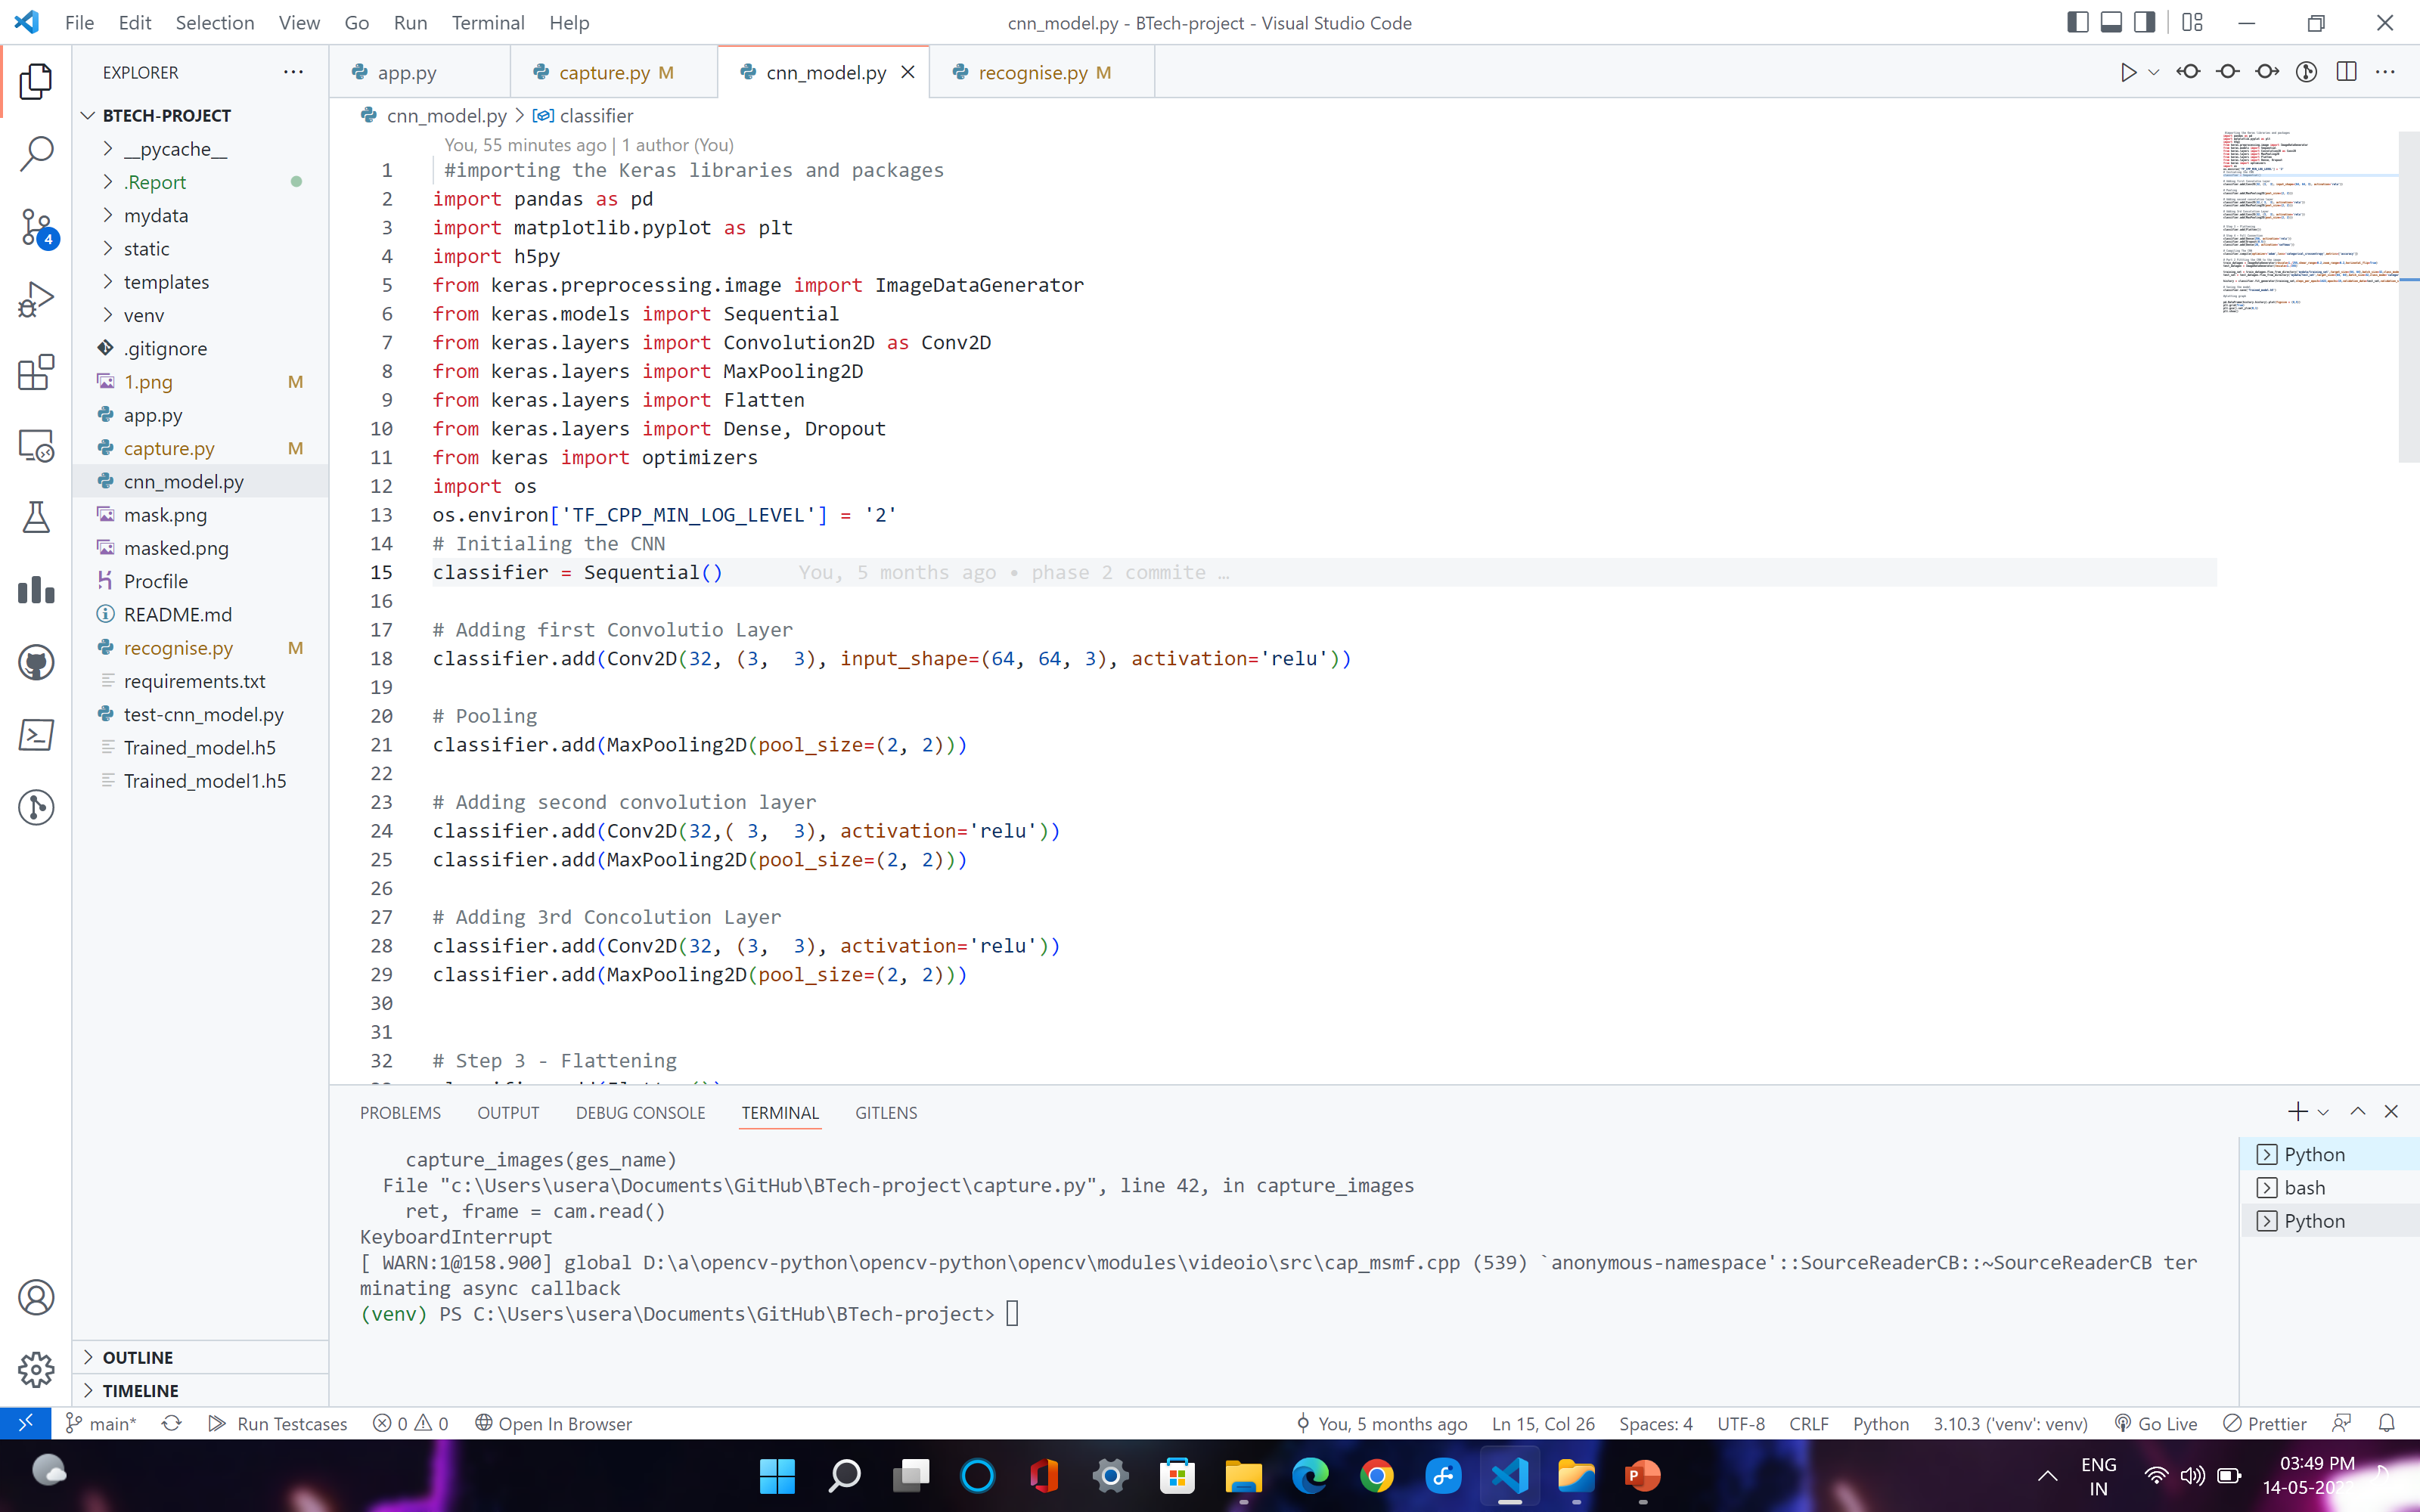 File Edit Selection View Go Run Terminal Help
cnn_model.py - BTech-project - Visual Studio Code
EXPLORER
BTECH-PROJECT
__pycache__
.Report
mydata
static
templates
venv
.gitignore
1.png M
app.py
capture.py M
cnn_model.py
mask.png
masked.png
Procfile
README.md
recognise.py M
requirements.txt
test-cnn_model.py
Trained_model.h5
Trained_model1.h5
OUTLINE
TIMELINE
4
app.py capture.py M cnn_model.py recognise.py M
cnn_model.py > classifier
You, 55 minutes ago | 1 author (You)
1 #importing the Keras libraries and packages
2 import pandas as pd
3 import matplotlib.pyplot as plt
4 import h5py
5 from keras.preprocessing.image import ImageDataGenerator
6 from keras.models import Sequential
7 from keras.layers import Convolution2D as Conv2D
8 from keras.layers import MaxPooling2D
9 from keras.layers import Flatten
10 from keras.layers import Dense, Dropout
11 from keras import optimizers
12 import os
13 os.environ['TF_CPP_MIN_LOG_LEVEL'] = '2'
14 # Initialing the CNN
15 classifier = Sequential() You, 5 months ago • phase 2 commite …
16
17 # Adding first Convolutio Layer
18 classifier.add(Conv2D(32, (3,  3), input_shape=(64, 64, 3), activation='relu'))
19
20 # Pooling
21 classifier.add(MaxPooling2D(pool_size=(2, 2)))
22
23 # Adding second convolution layer
24 classifier.add(Conv2D(32,( 3,  3), activation='relu'))
25 classifier.add(MaxPooling2D(pool_size=(2, 2)))
26
27 # Adding 3rd Concolution Layer
28 classifier.add(Conv2D(32, (3,  3), activation='relu'))
29 classifier.add(MaxPooling2D(pool_size=(2, 2)))
30
31
32 # Step 3 - Flattening
PROBLEMS OUTPUT DEBUG CONSOLE TERMINAL GITLENS
capture_images(ges_name)
File "c:\Users\usera\Documents\GitHub\BTech-project\capture.py", line 42, in capture_images
ret, frame = cam.read()
KeyboardInterrupt
[ WARN:1@158.900] global D:\a\opencv-python\opencv-python\opencv\modules\videoio\src\cap_msmf.cpp (539) `anonymous-namespace'::SourceReaderCB::~SourceReaderCB ter
minating async callback
(venv) PS C:\Users\usera\Documents\GitHub\BTech-project>
Python
bash
Python
main* Run Testcases 0 0 Open In Browser You, 5 months ago Ln 15, Col 26 Spaces: 4 UTF-8 CRLF Python 3.10.3 ('venv': venv) Go Live Prettier
ENG
IN
03:49 PM